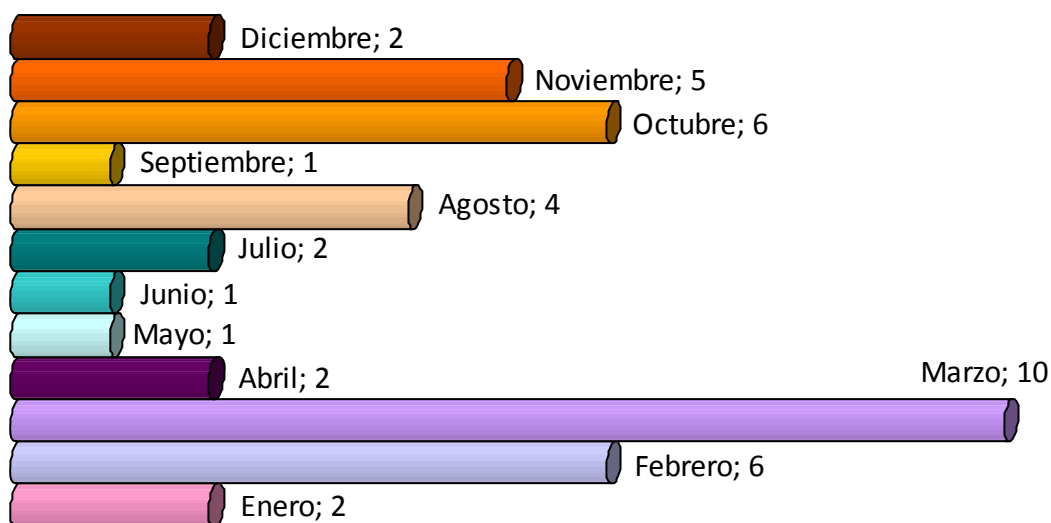 Diciembre; 2
Noviembre; 5
Octubre; 6
Septiembre; 1
Agosto; 4
Julio; 2
Junio; 1
Mayo; 1
Abril; 2
Marzo; 10
Febrero; 6
Enero; 2